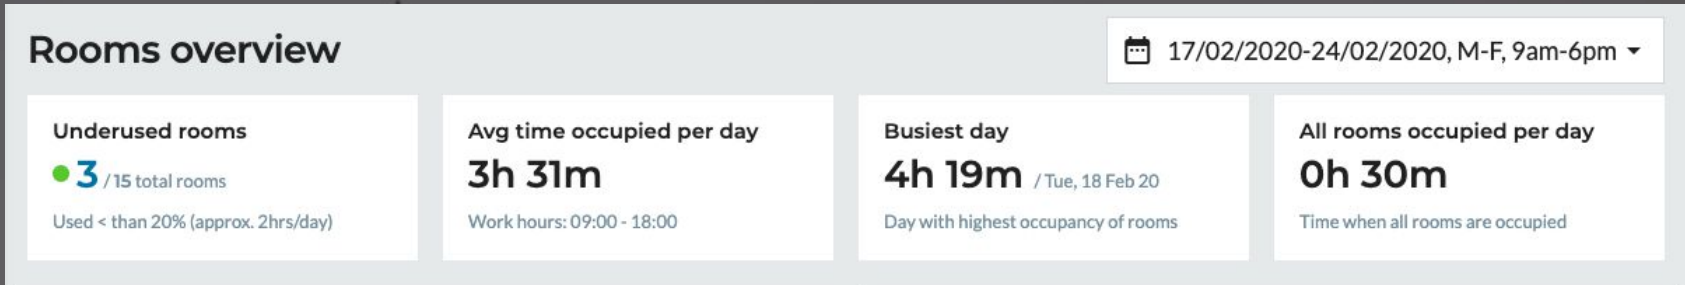 Rooms overview
17/02/2020-24/02/2020, M-F, 9am-6pm
Underused rooms
3 / 15 total rooms
Used < than 20% (approx. 2hrs/day)
Avg time occupied per day
3h 31m
Work hours: 09:00 - 18:00
Busiest day
4h 19m / Tue, 18 Feb 20
Day with highest occupancy of rooms
All rooms occupied per day
0h 30m
Time when all rooms are occupied